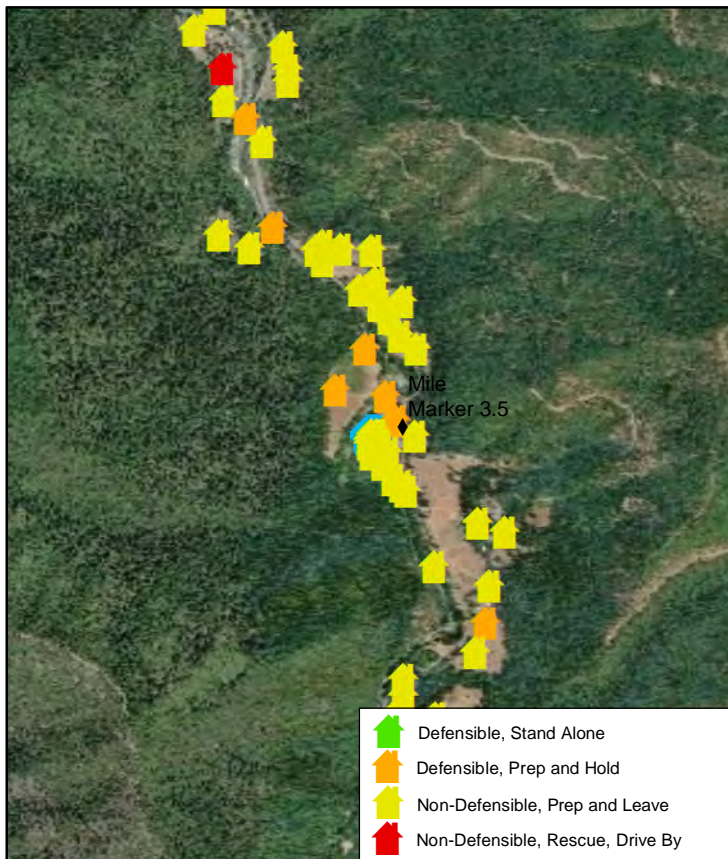 Mile
Marker 3.5
Defensible, Stand Alone
Defensible, Prep and Hold
Non-Defensible, Prep and Leave
Non-Defensible, Rescue, Drive By